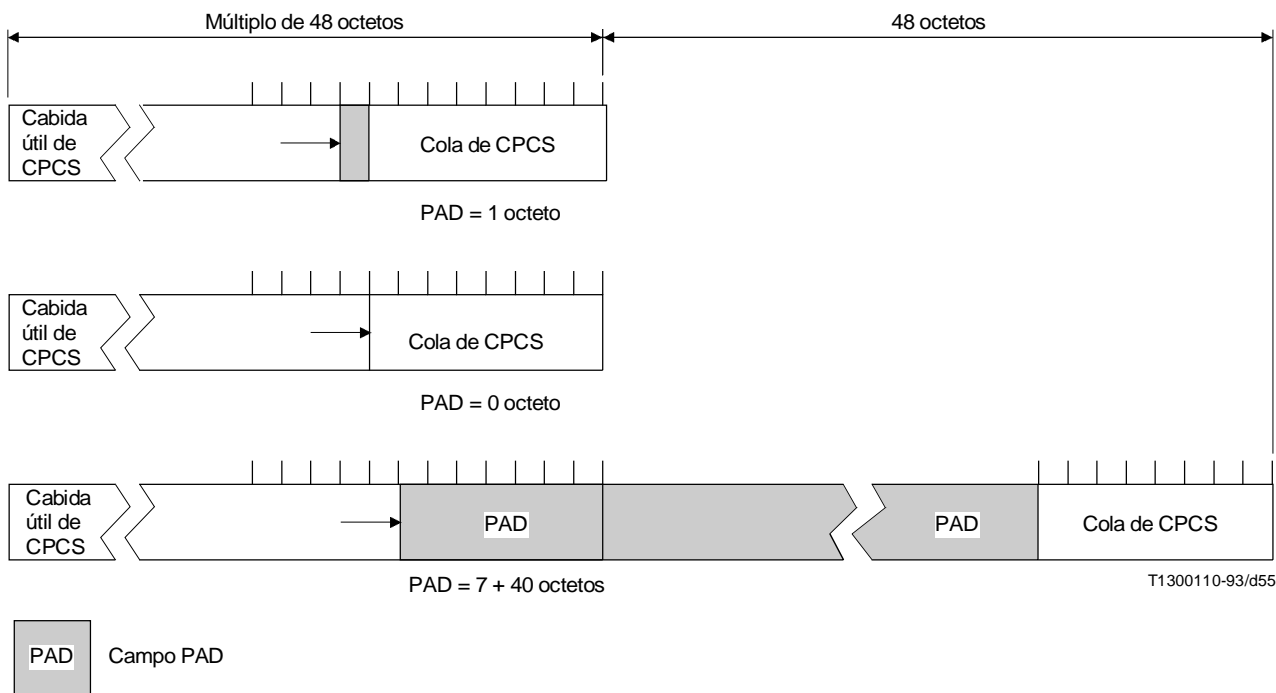 Múltiplo de 48 octetos
48 octetos
Cabida
útil de
CPCS
Cola de CPCS
PAD = 1 octeto
Cabida
útil de
CPCS
Cola de CPCS
PAD = 0 octeto
Cabida
útil de
CPCS
PAD
PAD
Cola de CPCS
PAD = 7 + 40 octetos
T1300110-93/d55
PAD
Campo PAD